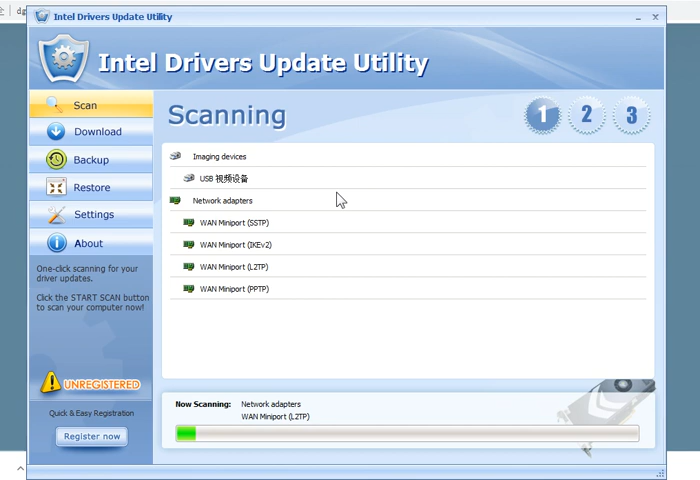 Intel Drivers Update Utility
Intel Drivers Update Utility
Scan
Download
Backup
Restore
Settings
About
One-click scanning for your
driver updates.
Click the START SCAN button
to scan your computer now!
UNREGISTERED
Quick & Easy Registration
Register now
Scanning
1 2 3
Imaging devices
USB 视频设备
Network adapters
WAN Miniport (SSTP)
WAN Miniport (IKEv2)
WAN Miniport (L2TP)
WAN Miniport (PPTP)
Now Scanning: Network adapters
WAN Miniport (L2TP)